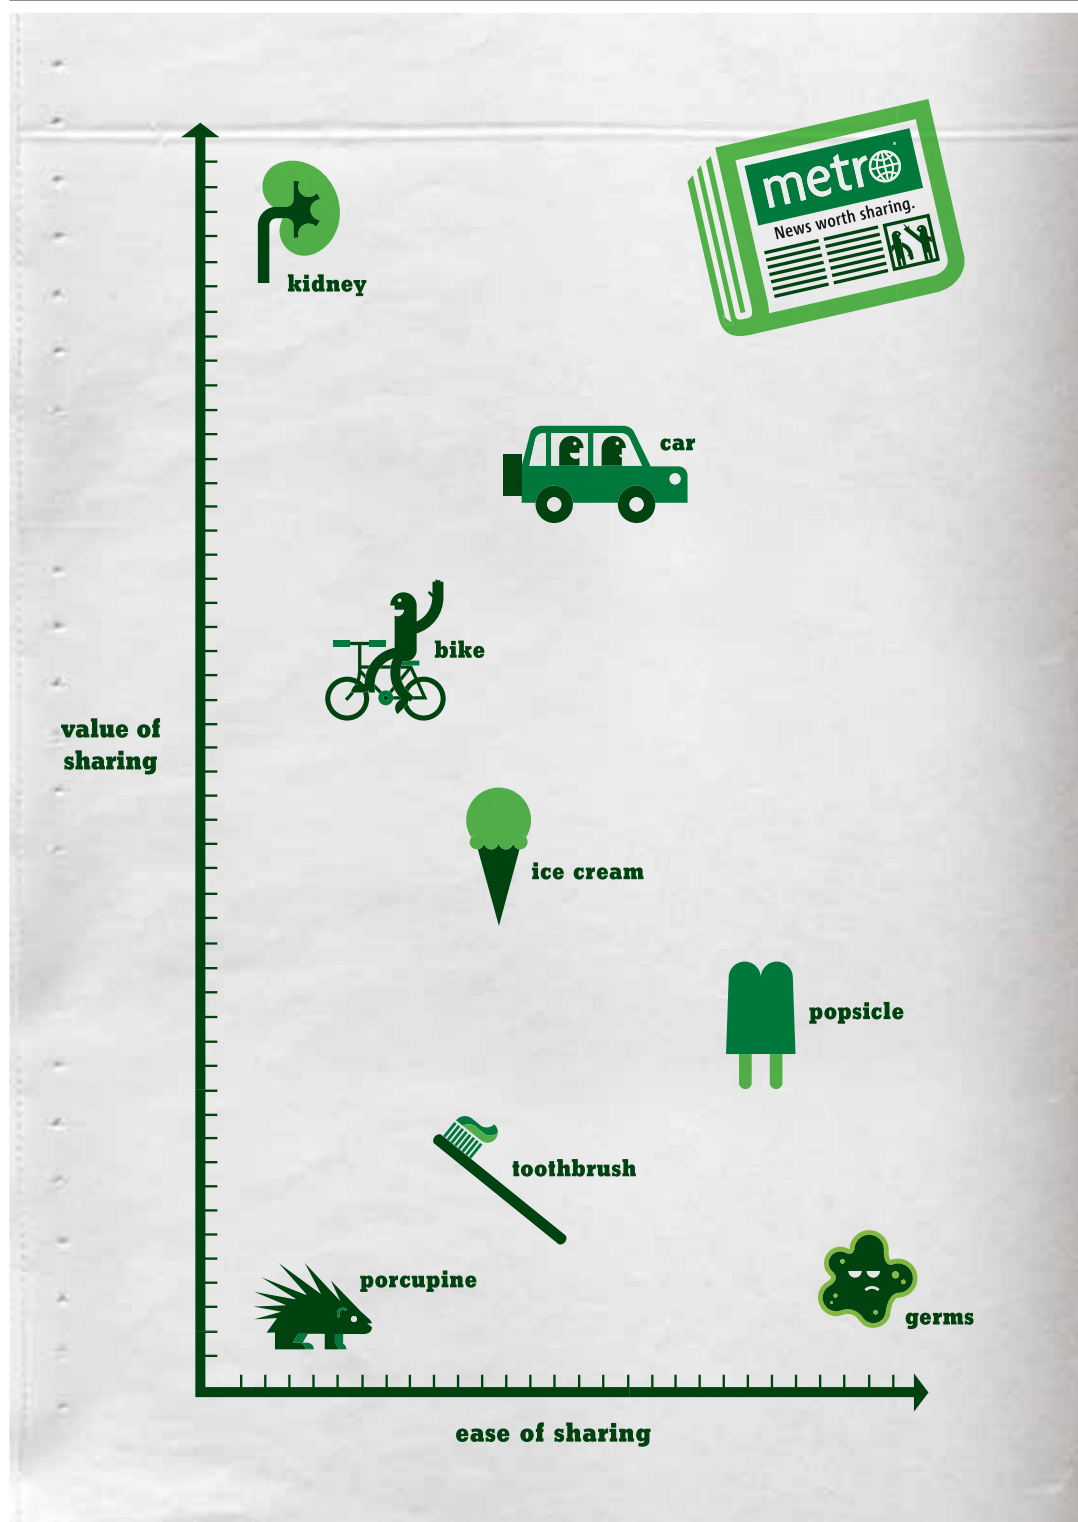 metro
News worth sharing.
kidney
car
bike
value of
sharing
ice cream
popsicle
toothbrush
porcupine
germs
ease of sharing